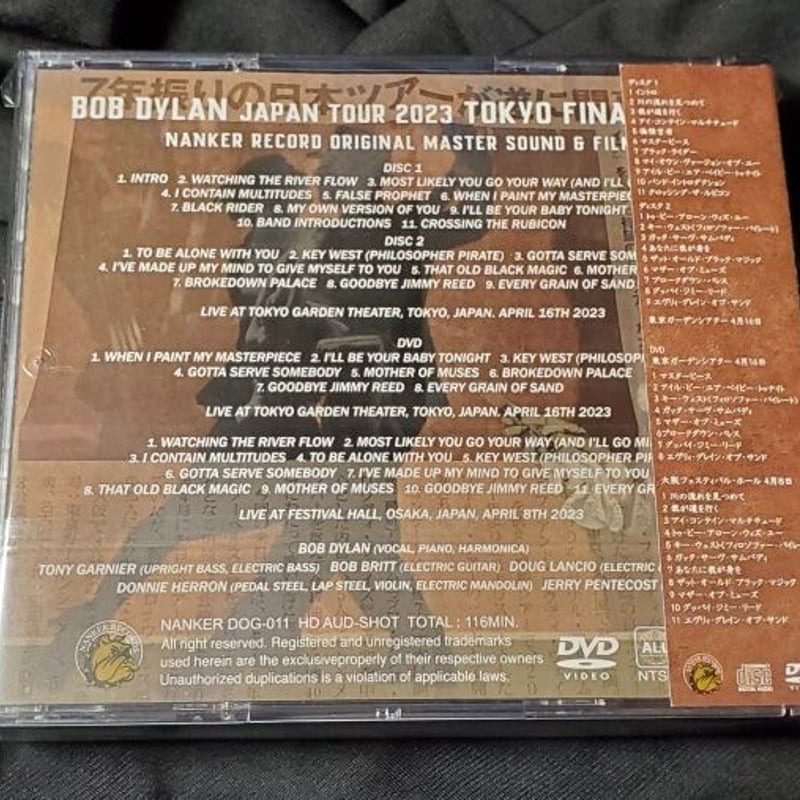 7年振りの日本ツアーが遂に開
BOB DYLAN JAPAN TOUR 2023 TOKYO FINA
NANKER RECORD ORIGINAL MASTER SOUND & FILM
DISC 1
1. INTRO 2. WATCHING THE RIVER FLOW 3. MOST LIKELY YOU GO YOUR WAY (AND I'LL
4. I CONTAIN MULTITUDES 5. FALSE PROPHET 6. WHEN I PAINT MY MASTERPIEC
7. BLACK RIDER 8. MY OWN VERSION OF YOU 9. I'LL BE YOUR BABY TONIGHT
10. BAND INTRODUCTIONS 11. CROSSING THE RUBICON
DISC 2
1. TO BE ALONE WITH YOU 2. KEY WEST (PHILOSOPHER PIRATE) 3. GOTTA SERVE SOM
4. I'VE MADE UP MY MIND TO GIVE MYSELF TO YOU 5. THAT OLD BLACK MAGIC 6. MOTHER
7. BROKEDOWN PALACE 8. GOODBYE JIMMY REED 9. EVERY GRAIN OF SAND
LIVE AT TOKYO GARDEN THEATER, TOKYO, JAPAN. APRIL 16TH 2023
DVD
1. WHEN I PAINT MY MASTERPIECE 2. I'LL BE YOUR BABY TONIGHT 3. KEY WEST (PHILOSOPI
4. GOTTA SERVE SOMEBODY 5. MOTHER OF MUSES 6. BROKEDOWN PALACE
7. GOODBYE JIMMY REED 8. EVERY GRAIN OF SAND
LIVE AT TOKYO GARDEN THEATER, TOKYO, JAPAN. APRIL 16TH 2023
1. WATCHING THE RIVER FLOW 2. MOST LIKELY YOU GO YOUR WAY (AND I'LL GO MI
3. I CONTAIN MULTITUDES 4. TO BE ALONE WITH YOU 5. KEY WEST (PHILOSOPHER PIR
6. GOTTA SERVE SOMEBODY 7. I'VE MADE UP MY MIND TO GIVE MYSELF TO YOU
8. THAT OLD BLACK MAGIC 9. MOTHER OF MUSES 10. GOODBYE JIMMY REED 11. EVERY GR
LIVE AT FESTIVAL HALL, OSAKA, JAPAN, APRIL 8TH 2023
BOB DYLAN (VOCAL, PIANO, HARMONICA)
TONY GARNIER (UPRIGHT BASS, ELECTRIC BASS) BOB BRITT (ELECTRIC GUITAR) DOUG LANCIO (ELECTRIC
DONNIE HERRON (PEDAL STEEL, LAP STEEL, VIOLIN, ELECTRIC MANDOLIN) JERRY PENTECOST
NANKER DOG-011 HD AUD-SHOT TOTAL : 116MIN.
All right reserved. Registered and unregistered trademarks
used herein are the exclusiveproperty of their respective owners
Unauthorized duplications is a violation of applicable laws.
NANKER RECORDS
DVD
VIDEO
ALL
NTS
ディスク 1
1 イントロ
2 川の流れを見つめて
3 我が道を行く
4 アイ・コンテイン・マルチチュード
5 偽預言者
6 マスターピース
7 ブラック・ライダー
8 マイ・オウン・ヴァージョン・オブ・ユー
9 アイル・ビー・ユア・ベイビー・トゥナイト
10 バンド・イントロダクション
11 クロッシング・ザ・ルビコン
ディスク 2
1 トゥ・ビー・アローン・ウィズ・ユー
2 キー・ウェスト(フィロソファー・パイレート)
3 ガッタ・サーヴ・サムバディ
4 あなたに我が身を
5 ザット・オールド・ブラック・マジック
6 マザー・オブ・ミューズ
7 ブロークダウン・パレス
8 グッバイ・ジミー・リード
9 エヴリィ・グレイン・オブ・サンド
東京ガーデンシアター 4月16日
DVD
東京ガーデンシアター 4月16日
1 マスターピース
2 アイル・ビー・ユア・ベイビー・トゥナイト
3 キー・ウェスト(フィロソファー・パイレート)
4 ガッタ・サーヴ・サムバディ
5 マザー・オブ・ミューズ
6 ブロークダウン・パレス
7 グッバイ・ジミー・リード
8 エヴリィ・グレイン・オブ・サンド
大阪フェスティバル・ホール 4月8日
1 川の流れを見つめて
2 我が道を行く
3 アイ・コンテイン・マルチチュード
4 トゥ・ビー・アローン・ウィズ・ユー
5 キー・ウェスト(フィロソファー・パイレー
6 ガッタ・サーヴ・サムバディ
7 あなたに我が身を
8 ザット・オールド・ブラック・マジック
9 マザー・オブ・ミューズ
10 グッバイ・ジミー・リード
11 エヴリィ・グレイン・オブ・サンド
COMPACT
disc
DIGITAL AUDIO